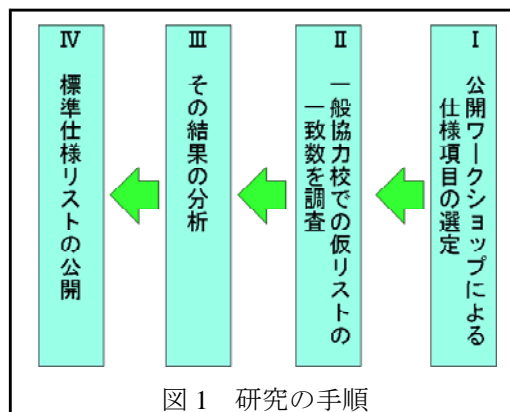 Ⅰ
公開ワークショップによる
仕様項目の選定
Ⅱ
一般協力校での仮リストの
一致数を調査
Ⅲ
その結果の分析
Ⅳ
標準仕様リストの公開
図1 研究の手順